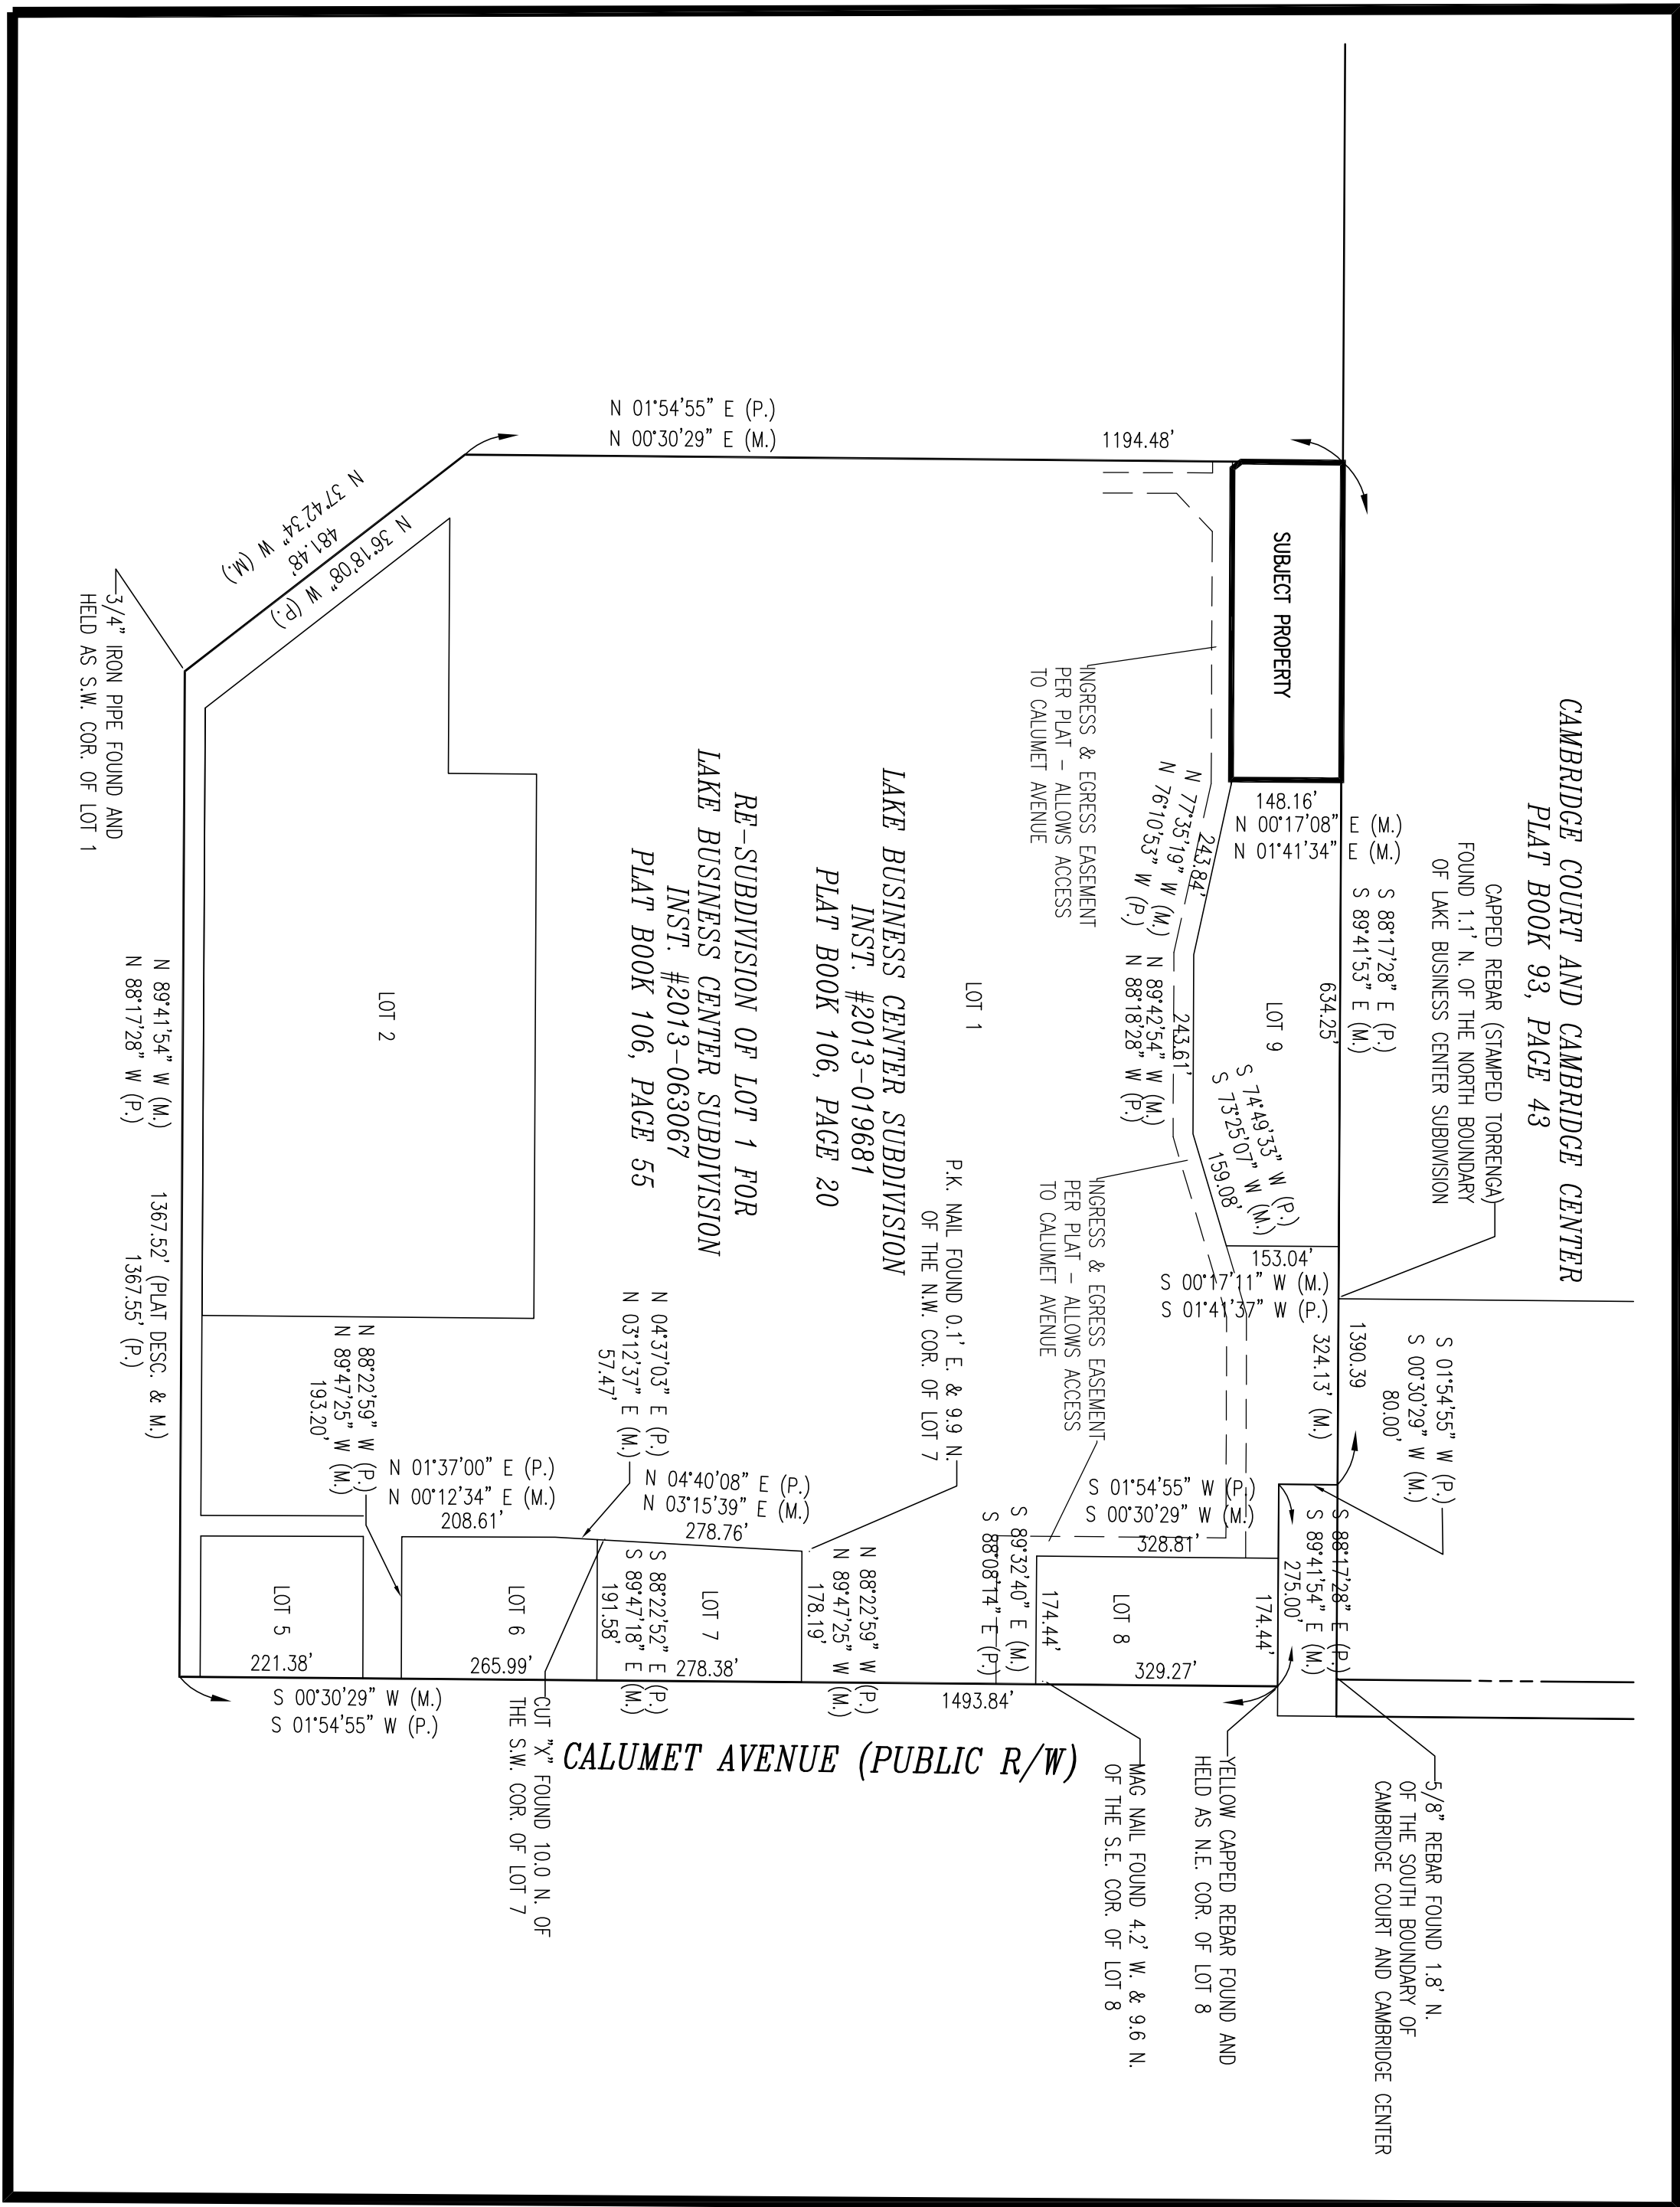 CAMBRIDGE COURT AND CAMBRIDGE CENTER
PLAT BOOK 93, PAGE 43
CAPPED REBAR (STAMPED TORRENGA)
FOUND 1.1' N. OF THE NORTH BOUNDARY
OF LAKE BUSINESS CENTER SUBDIVISION
S 88°17'28" E (P.)
S 89°41'53" E (M.)
634.25'
1390.39
324.13' (M.)
S 01°54'55" W (P.)
S 00°30'29" W (M.)
80.00'
S 88°17'28" E (P.)
S 89°41'54" E (M.)
275.00'
5/8" REBAR FOUND 1.8' N.
OF THE SOUTH BOUNDARY OF
CAMBRIDGE COURT AND CAMBRIDGE CENTER
YELLOW CAPPED REBAR FOUND AND
HELD AS N.E. COR. OF LOT 8
MAG NAIL FOUND 4.2' W. & 9.6 N.
OF THE S.E. COR. OF LOT 8
SUBJECT PROPERTY
148.16'
N 00°17'08" E (M.)
N 01°41'34" E (M.)
LOT 9
N 77°35'19" W (M.)
N 76°10'53" W (P.)
243.84'
N 89°42'54" W (M.)
N 88°18'28" W (P.)
243.61'
S 74°49'33" W (P.)
S 73°25'07" W (M.)
159.08'
153.04'
S 00°17'11" W (M.)
S 01°41'37" W (P.)
INGRESS & EGRESS EASEMENT
PER PLAT - ALLOWS ACCESS
TO CALUMET AVENUE
INGRESS & EGRESS EASEMENT
PER PLAT - ALLOWS ACCESS
TO CALUMET AVENUE
S 01°54'55" W (P.)
S 00°30'29" W (M.)
328.81'
174.44'
LOT 8
174.44'
329.27'
S 89°32'40" E (M.)
S 88°08'14" E (P.)
1194.48'
N 01°54'55" E (P.)
N 00°30'29" E (M.)
LOT 1
LAKE BUSINESS CENTER SUBDIVISION
INST. #2013-019681
PLAT BOOK 106, PAGE 20
RE-SUBDIVISION OF LOT 1 FOR
LAKE BUSINESS CENTER SUBDIVISION
INST. #2013-063067
PLAT BOOK 106, PAGE 55
P.K. NAIL FOUND 0.1' E. & 9.9 N.
OF THE N.W. COR. OF LOT 7
1493.84'
N 88°22'59" W (P.)
N 89°47'25" W (M.)
178.19'
N 04°40'08" E (P.)
N 03°15'39" E (M.)
278.76'
LOT 7
278.38'
S 88°22'52" E (P.)
S 89°47'18" E (M.)
191.58'
N 04°37'03" E (P.)
N 03°12'37" E (M.)
57.47'
CUT "X" FOUND 10.0 N. OF
THE S.W. COR. OF LOT 7
N 01°37'00" E (P.)
N 00°12'34" E (M.)
208.61'
LOT 6
265.99'
N 88°22'59" W (P.)
N 89°47'25" W (M.)
193.20'
LOT 5
221.38'
S 00°30'29" W (M.)
S 01°54'55" W (P.)
CALUMET AVENUE (PUBLIC R/W)
LOT 2
N 36°18'08" W (P.)
481.48'
N 37°42'34" W (M.)
3/4" IRON PIPE FOUND AND
HELD AS S.W. COR. OF LOT 1
N 89°41'54" W (M.)
N 88°17'28" W (P.)
1367.52' (PLAT DESC. & M.)
1367.55' (P.)